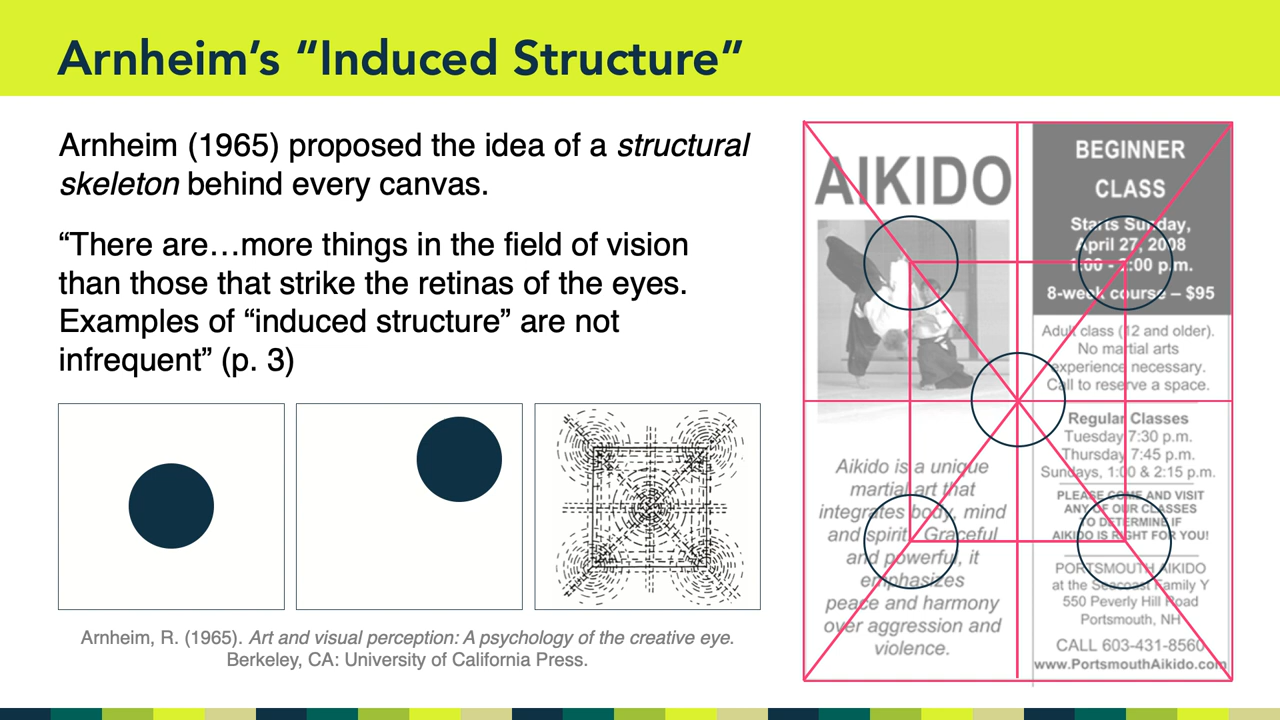 Arnheim’s “Induced Structure”
Arnheim (1965) proposed the idea of a structural
skeleton behind every canvas.
“There are…more things in the field of vision
than those that strike the retinas of the eyes.
Examples of “induced structure” are not
infrequent” (p. 3)
Arnheim, R. (1965). Art and visual perception: A psychology of the creative eye.
Berkeley, CA: University of California Press.
AIKIDO
Aikido is a unique
martial art that
integrates body, mind
and spirit. Graceful
and powerful, it
emphasizes
peace and harmony
over aggression and
violence.
BEGINNER
CLASS
Starts Sunday,
April 27, 2008
1:00 - 2:00 p.m.
8-week course – $95
Adult class (12 and older).
No martial arts
experience necessary.
Call to reserve a space.
Regular Classes
Tuesday 7:30 p.m.
Thursday 7:45 p.m.
Sundays, 1:00 & 2:15 p.m.
PLEASE COME AND VISIT
ANY OF OUR CLASSES
TO DETERMINE IF
AIKIDO IS RIGHT FOR YOU!
PORTSMOUTH AIKIDO
at the Seacoast Family Y
550 Peverly Hill Road
Portsmouth, NH
CALL 603-431-8560
www.PortsmouthAikido.com